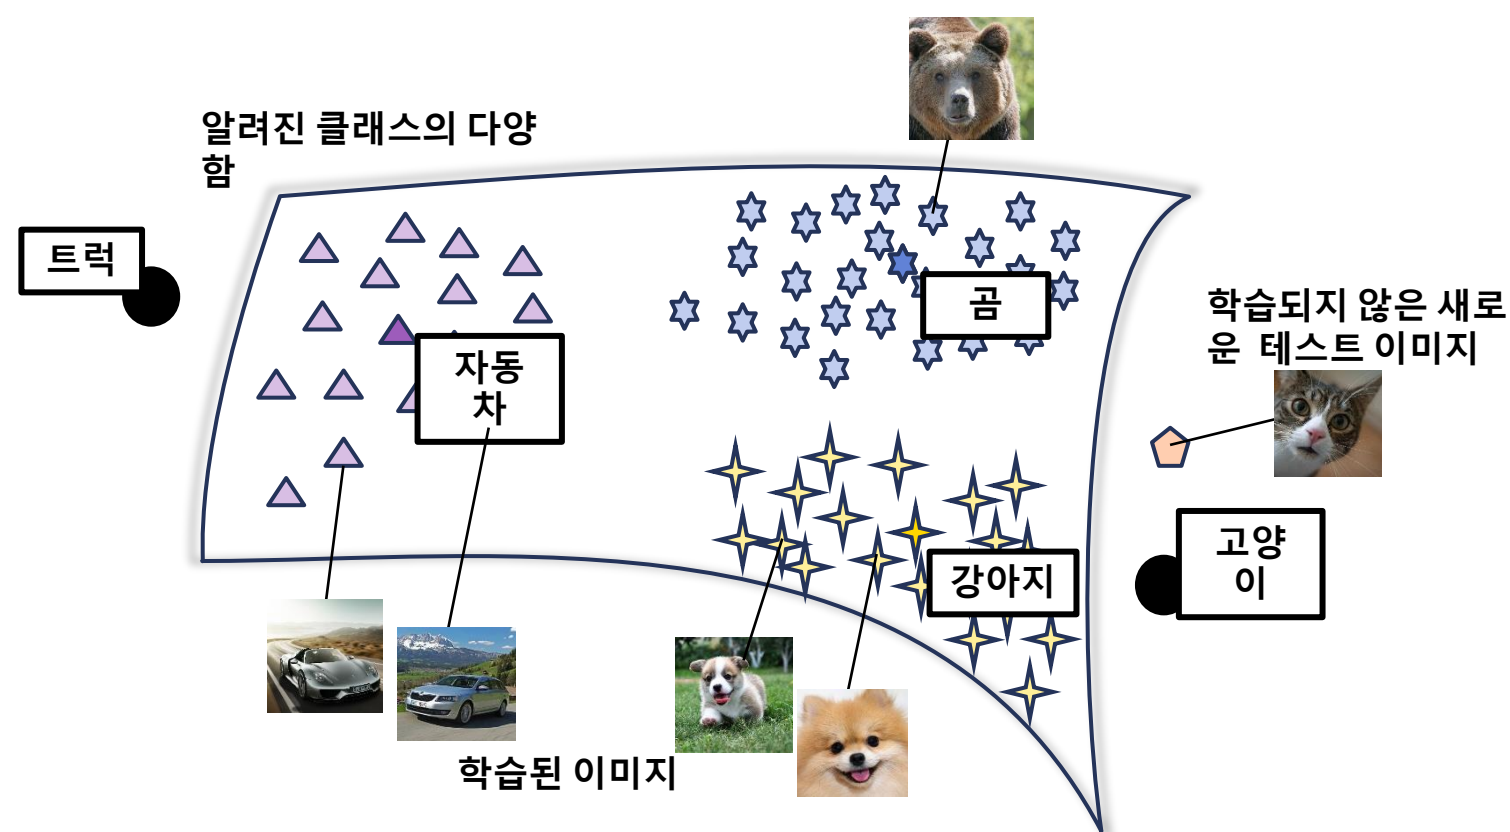 알려진 클래스의 다양
함
트럭
곰
학습되지 않은 새로
운 테스트 이미지
자동
차
고양
이
강아지
학습된 이미지